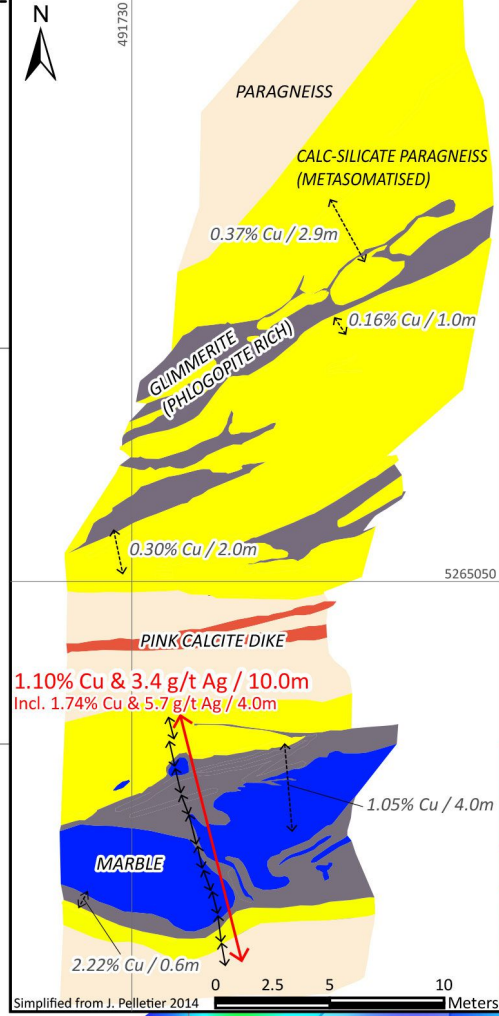 N
491730
PARAGNEISS
CALC-SILICATE PARAGNEISS
(METASOMATISED)
0.37% Cu / 2.9m
0.16% Cu / 1.0m
GLIMMERITE
(PHLOGOPITE RICH)
0.30% Cu / 2.0m
5265050
PINK CALCITE DIKE
1.10% Cu & 3.4 g/t Ag / 10.0m
Incl. 1.74% Cu & 5.7 g/t Ag / 4.0m
1.05% Cu / 4.0m
MARBLE
2.22% Cu / 0.6m
0 2.5 5 10
Simplified from J. Pelletier 2014 Meters